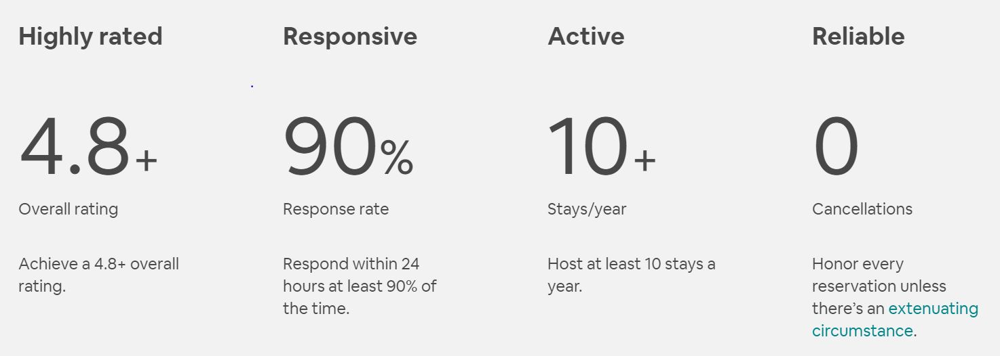 Highly rated
4.8+
Overall rating
Achieve a 4.8+ overall
rating.
Responsive
90%
Response rate
Respond within 24
hours at least 90% of
the time.
Active
10+
Stays/year
Host at least 10 stays a
year.
Reliable
0
Cancellations
Honor every
reservation unless
there’s an extenuating
circumstance.